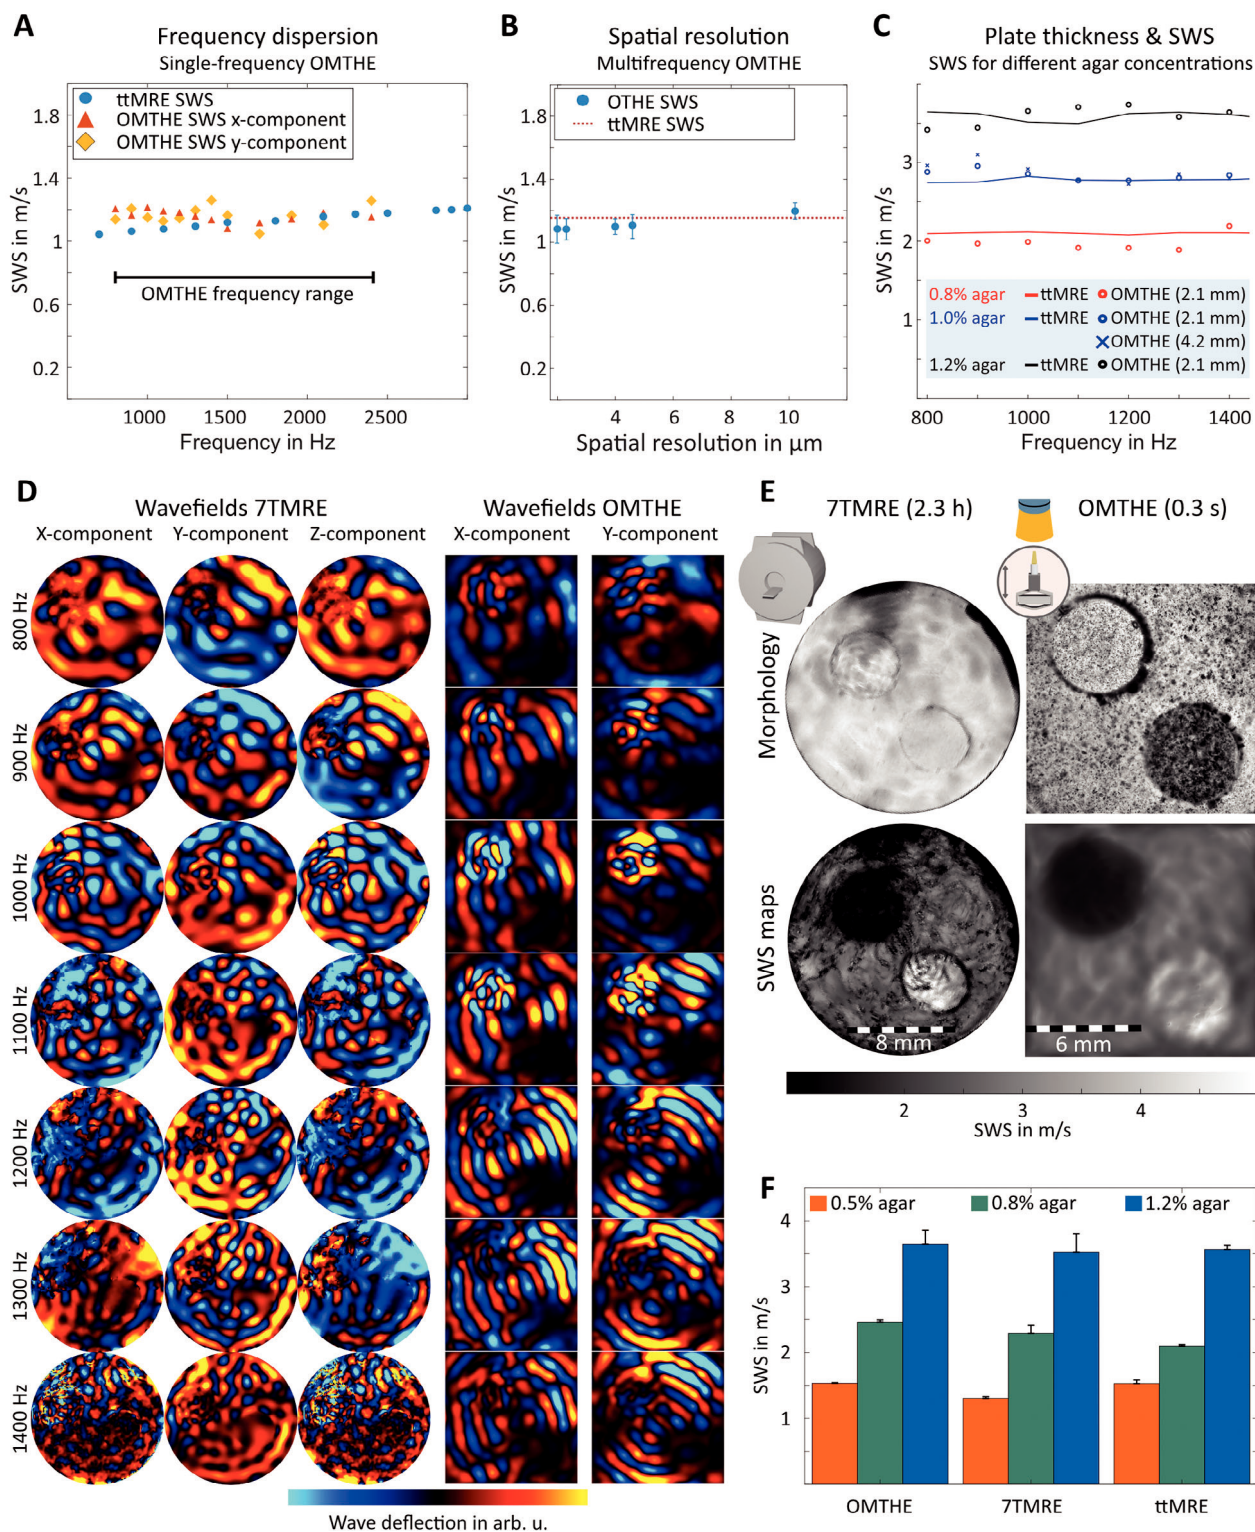 A
Frequency dispersion
Single-frequency OMTHE
ttMRE SWS
OMTHE SWS x-component
OMTHE SWS y-component
OMTHE frequency range
SWS in m/s
1.8
1.4
1
0.6
0.2
1000
1500
2000
2500
Frequency in Hz
B
Spatial resolution
Multifrequency OMTHE
OTHE SWS
ttMRE SWS
SWS in m/s
1.8
1.4
1
0.6
0.2
4
6
8
10
Spatial resolution in µm
C
Plate thickness & SWS
SWS for different agar concentrations
SWS in m/s
3
2
1
0.8% agar ttMRE OMTHE (2.1 mm)
1.0% agar ttMRE OMTHE (2.1 mm)
OMTHE (4.2 mm)
1.2% agar ttMRE OMTHE (2.1 mm)
800
1000
1200
1400
Frequency in Hz
D
Wavefields 7TMRE
X-component Y-component Z-component
Wavefields OMTHE
X-component Y-component
800 Hz
900 Hz
1000 Hz
1100 Hz
1200 Hz
1300 Hz
1400 Hz
Wave deflection in arb. u.
E
7TMRE (2.3 h)
OMTHE (0.3 s)
Morphology
SWS maps
8 mm
6 mm
2
3
4
SWS in m/s
F
0.5% agar
0.8% agar
1.2% agar
SWS in m/s
4
3
2
1
OMTHE
7TMRE
ttMRE